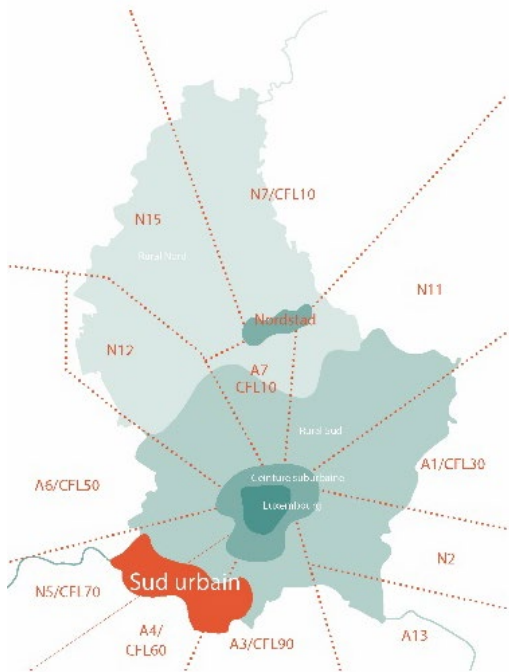 N7/CFL10
N15
Rural Nord
N11
Nordstad
N12
A7
CFL10
Rural Sud
A1/CFL30
Ceinture suburbaine
A6/CFL50
Luxembourg
N2
Sud urbain
N5/CFL70
A4/
CFL60
A3/CFL90
A13